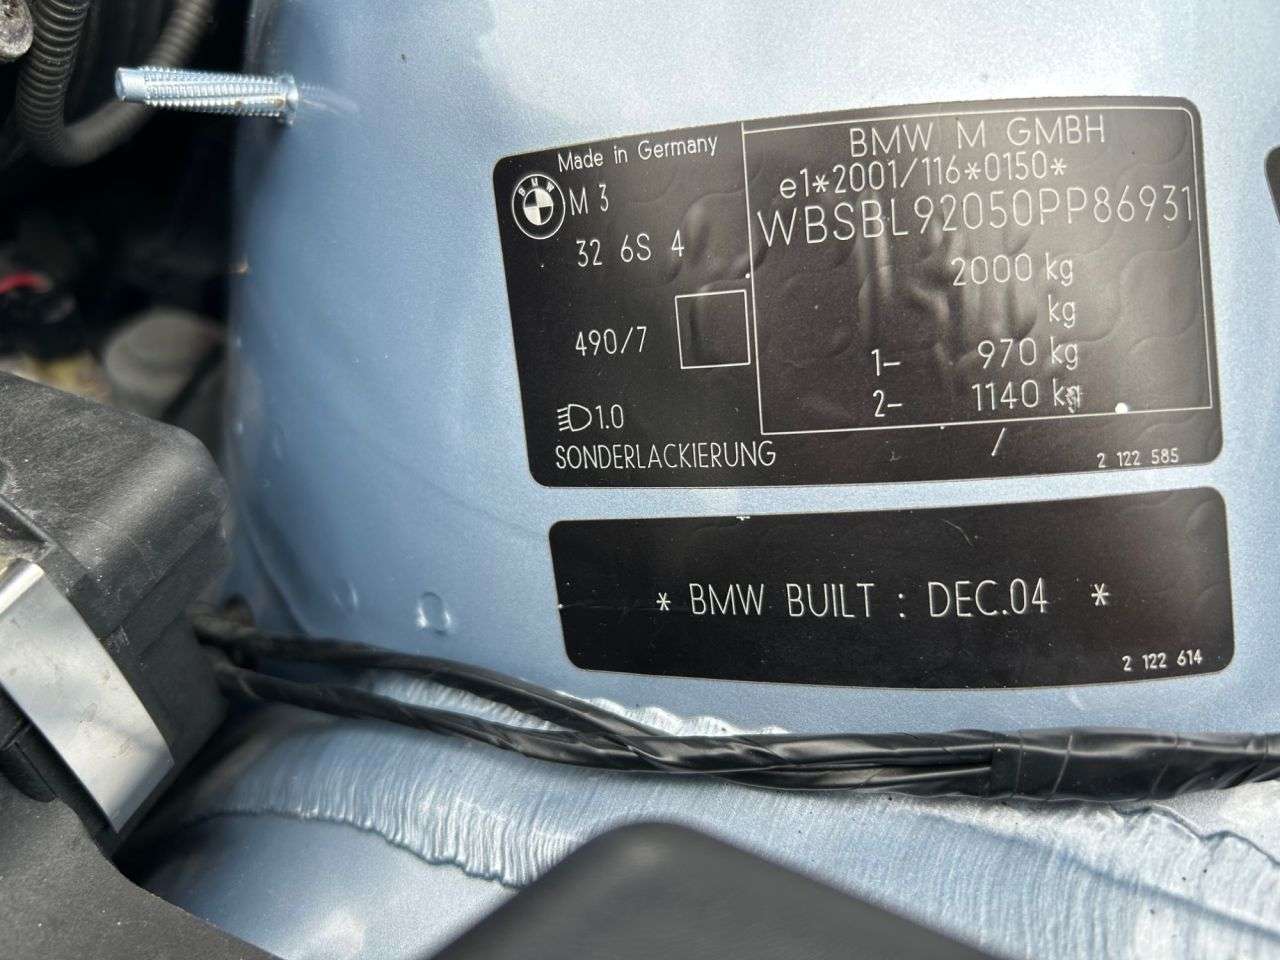 Made in Germany
BMW
M 3
32 6S 4
490/7
1.0
SONDERLACKIERUNG
BMW M GMBH
e1*2001/116*0150*
WBSBL92050PP86931
2000 kg
kg
1- 970 kg
2- 1140 kg
/
2 122 585
* BMW BUILT : DEC.04 *
2 122 614